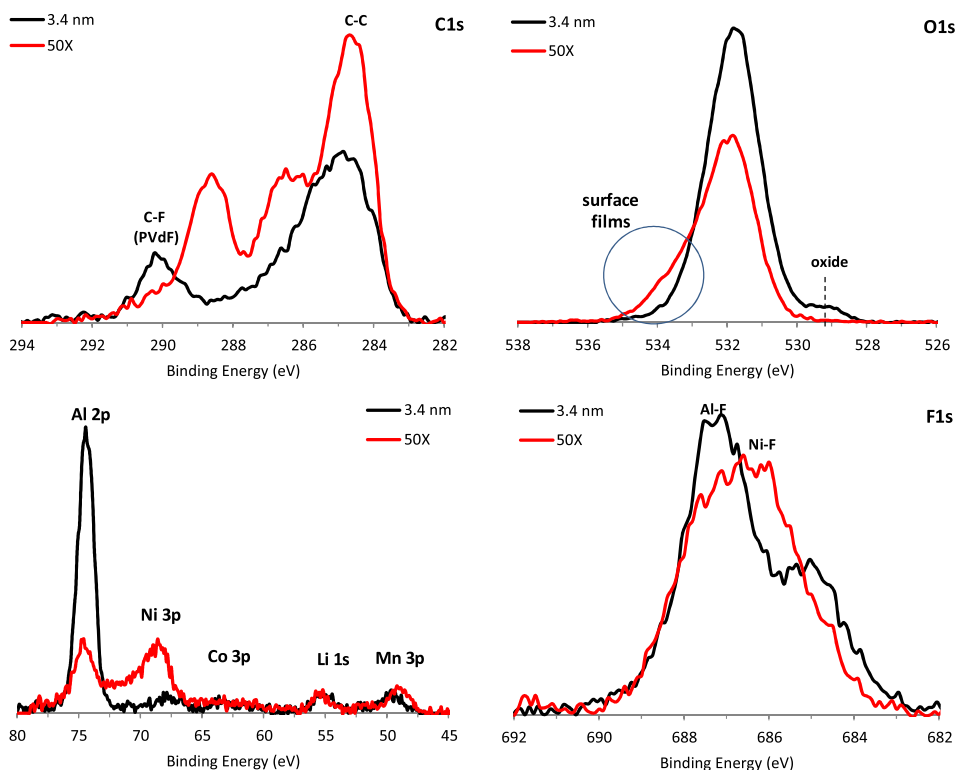 3.4 nm
50X
C-C
C1s
C-F
(PVdF)
294 292 290 288 286 284 282
Binding Energy (eV)
3.4 nm
50X
O1s
surface
films
oxide
538 536 534 532 530 528 526
Binding Energy (eV)
Al 2p
3.4 nm
50X
Ni 3p
Co 3p
Li 1s
Mn 3p
80 75 70 65 60 55 50 45
Binding Energy (eV)
3.4 nm
50X
Al-F
F1s
Ni-F
692 690 688 686 684 682
Binding Energy (eV)